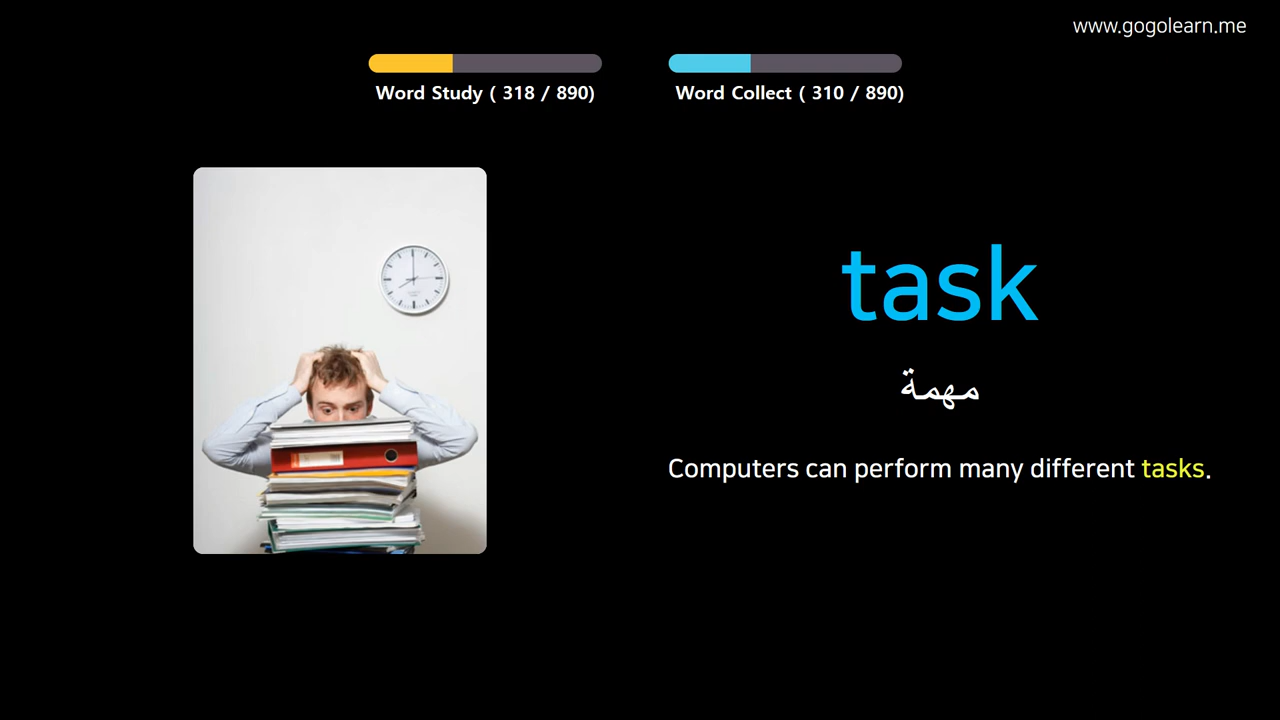 www.gogolearn.me
Word Study ( 318 / 890)
Word Collect ( 310 / 890)
task
مهمة
Computers can perform many different tasks.